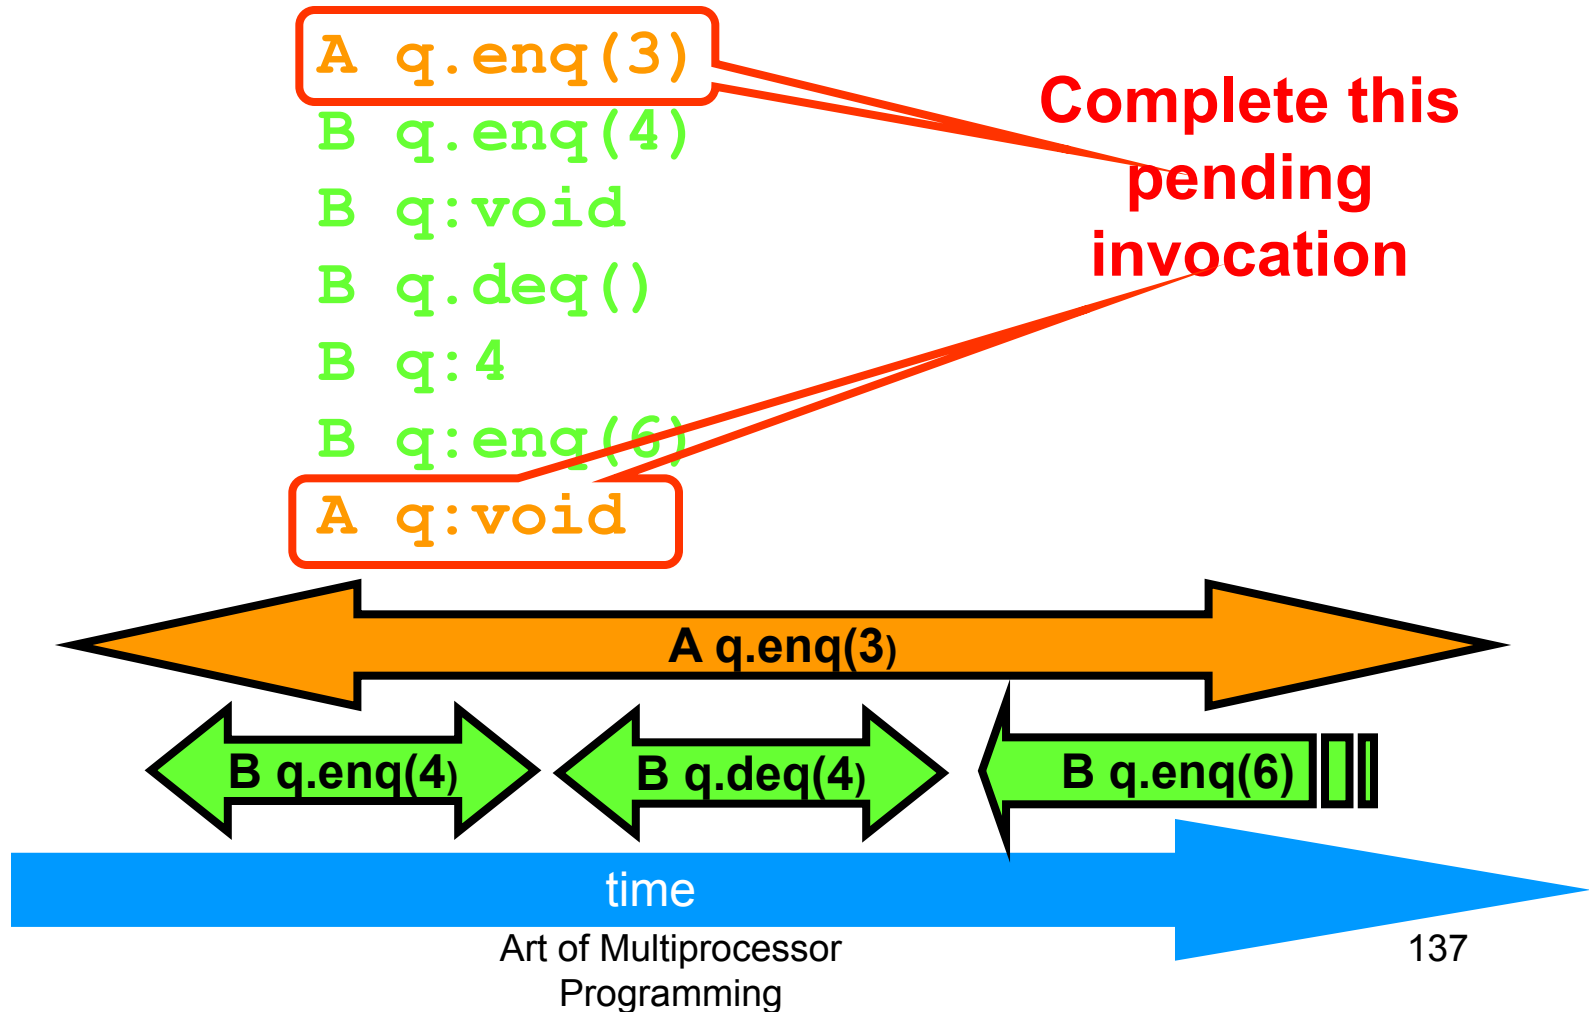 A q.enq(3)
B q.enq(4)
B q:void
B q.deq()
B q:4
B q:enq(6)
A q:void
Complete this
pending
invocation
A q.enq(3)
B q.enq(4)
B q.deq(4)
B q.enq(6)
time
Art of Multiprocessor
Programming
137